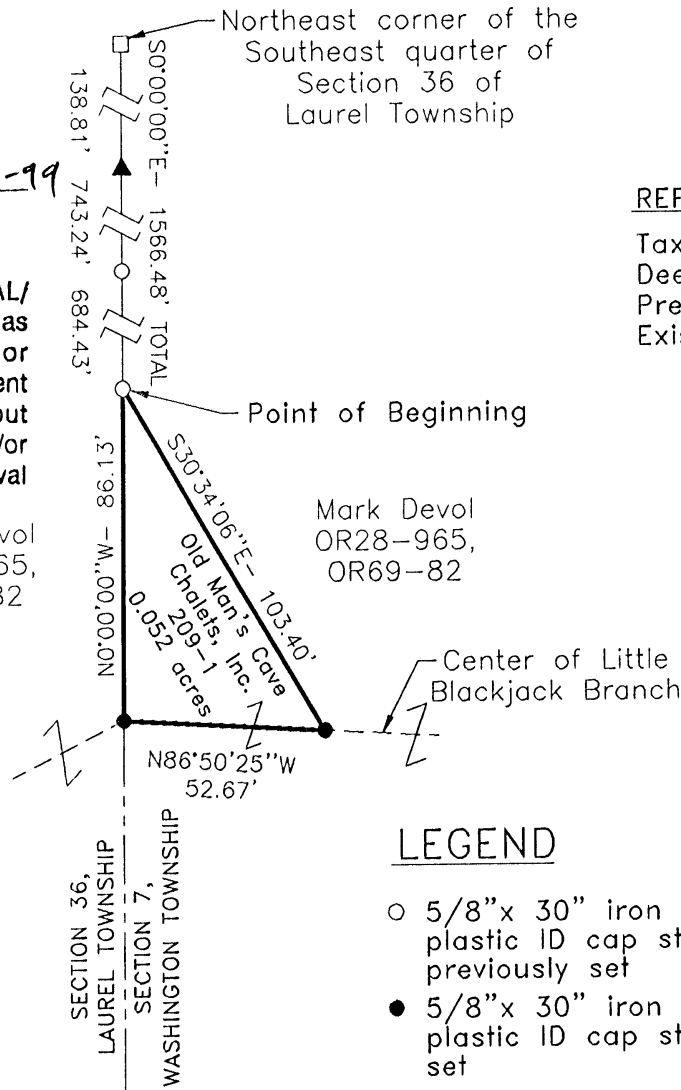 Northeast corner of the
Southeast quarter of
Section 36 of
Laurel Township
S0°00'00"E- 1566.48' TOTAL
138.81' 743.24' 684.43'
-99
AL/
as
or
ent
out
/or
val
vol
65,
32
REF
Tax
Dee
Pre
Exis
Point of Beginning
N0°00'00"W- 86.13'
S30°34'06"E- 103.40'
Old Man's Cave
Chalets, Inc.
209-1
0.052 acres
Mark Devol
OR28-965,
OR69-82
Center of Little
Blackjack Branch
N86°50'25"W
52.67'
SECTION 36,
LAUREL TOWNSHIP
SECTION 7,
WASHINGTON TOWNSHIP
LEGEND
5/8"x 30" iron
plastic ID cap st
previously set
5/8"x 30" iron
plastic ID cap st
set